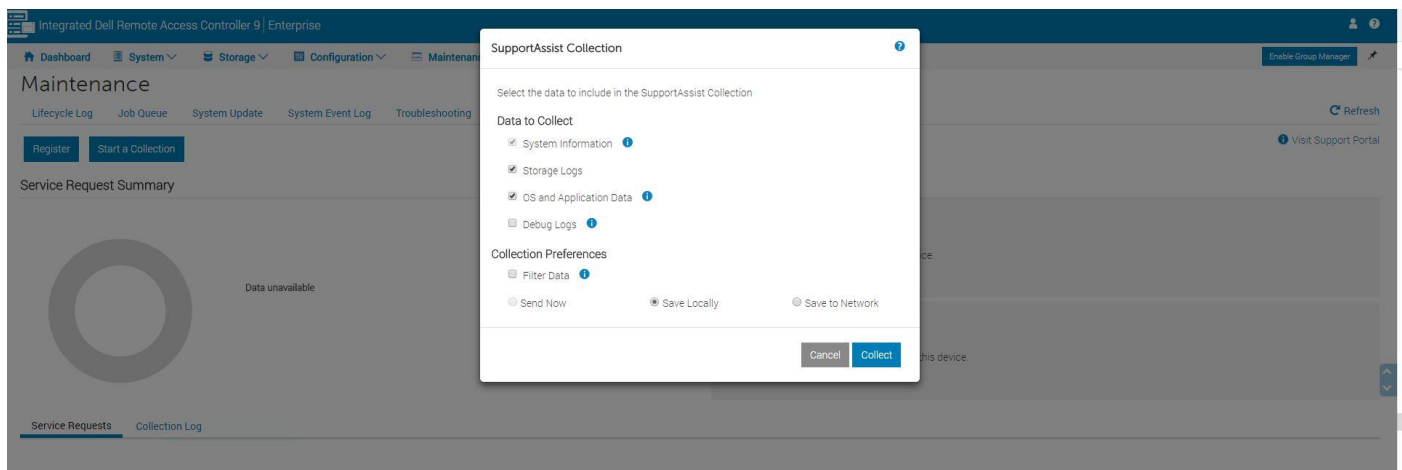 Integrated Dell Remote Access Controller 9 | Enterprise
Dashboard System Storage Configuration Maintenan
Enable Group Manager
Maintenance
Lifecycle Log Job Queue System Update System Event Log Troubleshooting
Refresh
Register Start a Collection
Visit Support Portal
Service Request Summary
Data unavailable
ce.
his device.
Service Requests Collection Log
SupportAssist Collection
Select the data to include in the SupportAssist Collection
Data to Collect
System Information
Storage Logs
OS and Application Data
Debug Logs
Collection Preferences
Filter Data
Send Now Save Locally Save to Network
Cancel Collect